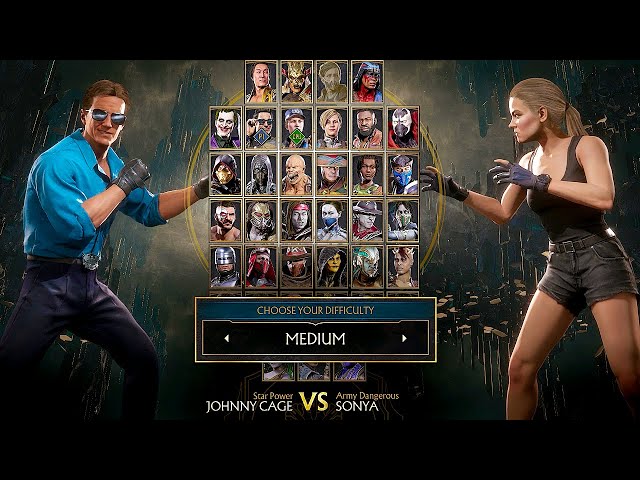 CHOOSE YOUR DIFFICULTY
MEDIUM
Star Power
JOHNNY CAGE
VS
Army Dangerous
SONYA